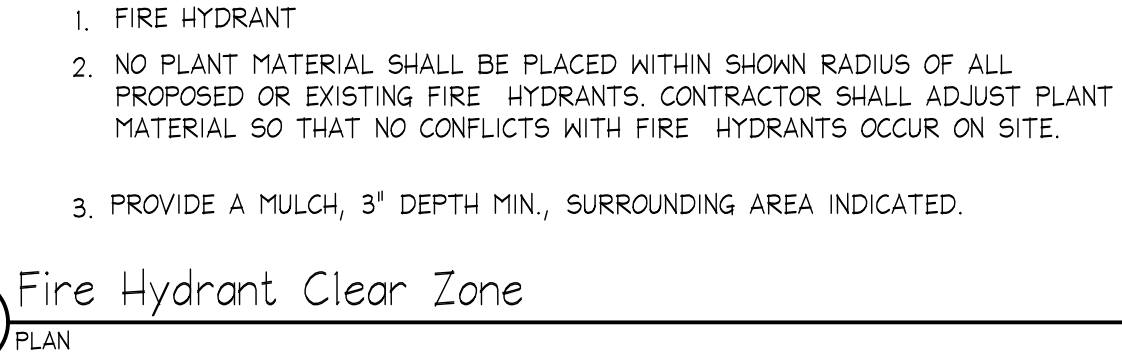 1. FIRE HYDRANT
2. NO PLANT MATERIAL SHALL BE PLACED WITHIN SHOWN RADIUS OF ALL
PROPOSED OR EXISTING FIRE HYDRANTS. CONTRACTOR SHALL ADJUST PLANT
MATERIAL SO THAT NO CONFLICTS WITH FIRE HYDRANTS OCCUR ON SITE.
3. PROVIDE A MULCH, 3" DEPTH MIN., SURROUNDING AREA INDICATED.
Fire Hydrant Clear Zone
PLAN